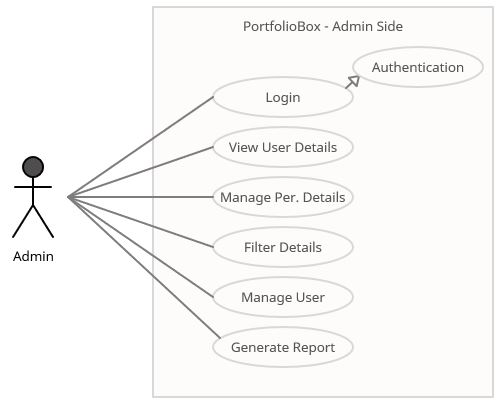 PortfolioBox - Admin Side
Authentication
Login
View User Details
Manage Per. Details
Filter Details
Admin
Manage User
Generate Report